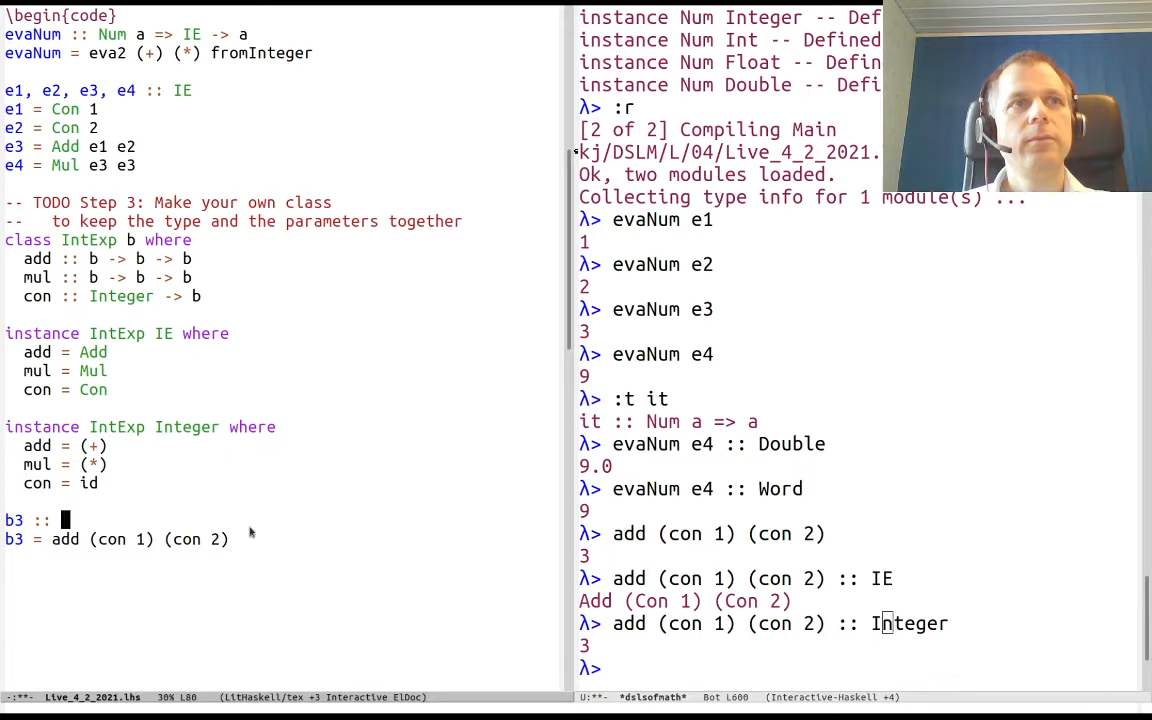 \begin{code}
evaNum :: Num a => IE -> a
evaNum = eva2 (+) (*) fromInteger
e1, e2, e3, e4 :: IE
e1 = Con 1
e2 = Con 2
e3 = Add e1 e2
e4 = Mul e3 e3
-- TODO Step 3: Make your own class
--   to keep the type and the parameters together
class IntExp b where
  add :: b -> b -> b
  mul :: b -> b -> b
  con :: Integer -> b
instance IntExp IE where
  add = Add
  mul = Mul
  con = Con
instance IntExp Integer where
  add = (+)
  mul = (*)
  con = id
b3 ::
b3 = add (con 1) (con 2)
-:**-  Live_4_2_2021.lhs   30% L80   (LitHaskell/tex +3 Interactive ElDoc)
instance Num Integer -- Def
instance Num Int -- Defined
instance Num Float -- Defin
instance Num Double -- Def
λ> :r
[2 of 2] Compiling Main
kj/DSLM/L/04/Live_4_2_2021.
Ok, two modules loaded.
Collecting type info for 1 module(s) ...
λ> evaNum e1
1
λ> evaNum e2
2
λ> evaNum e3
3
λ> evaNum e4
9
λ> :t it
it :: Num a => a
λ> evaNum e4 :: Double
9.0
λ> evaNum e4 :: Word
9
λ> add (con 1) (con 2)
3
λ> add (con 1) (con 2) :: IE
Add (Con 1) (Con 2)
λ> add (con 1) (con 2) :: Integer
3
λ>
U:**-  *dslsofmath*   Bot L600   (Interactive-Haskell +4)